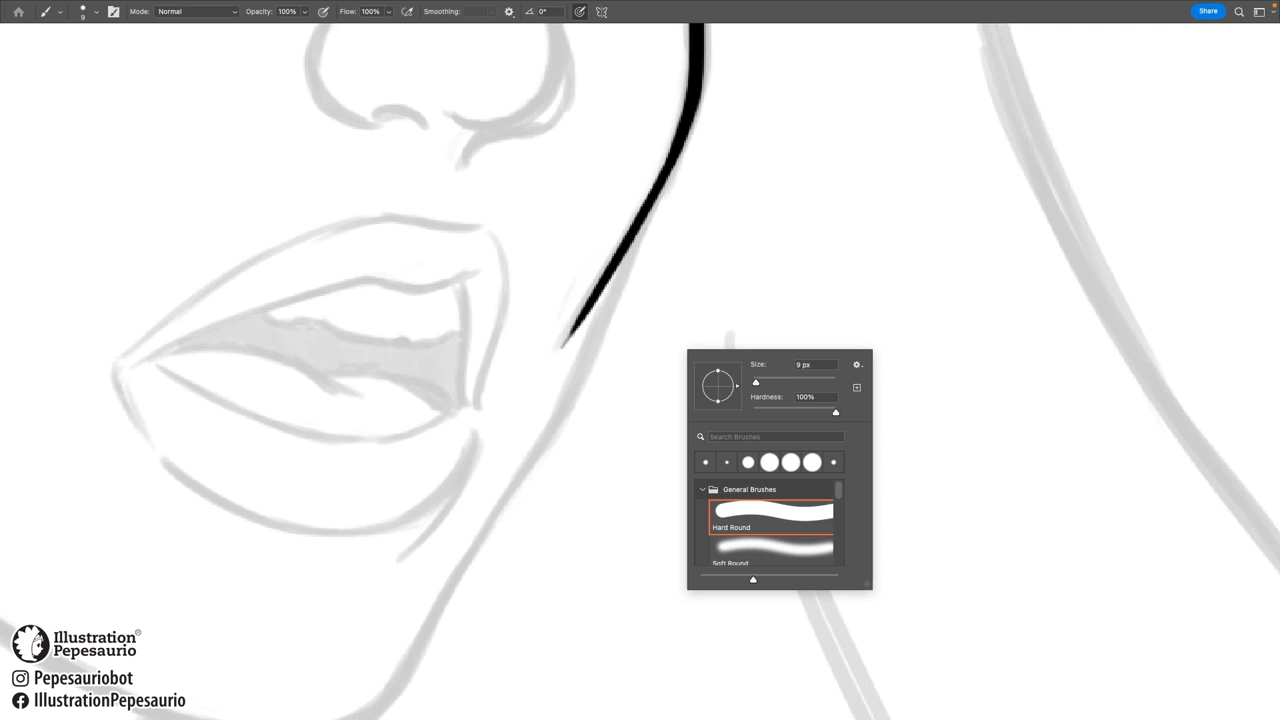 9
Mode: Normal
Opacity: 100%
Flow: 100%
Smoothing:
0°
Share
Size: 9 px
Hardness: 100%
Search Brushes
General Brushes
Hard Round
Soft Round
Illustration®
Pepesaurio
Pepesauriobot
IllustrationPepesaurio